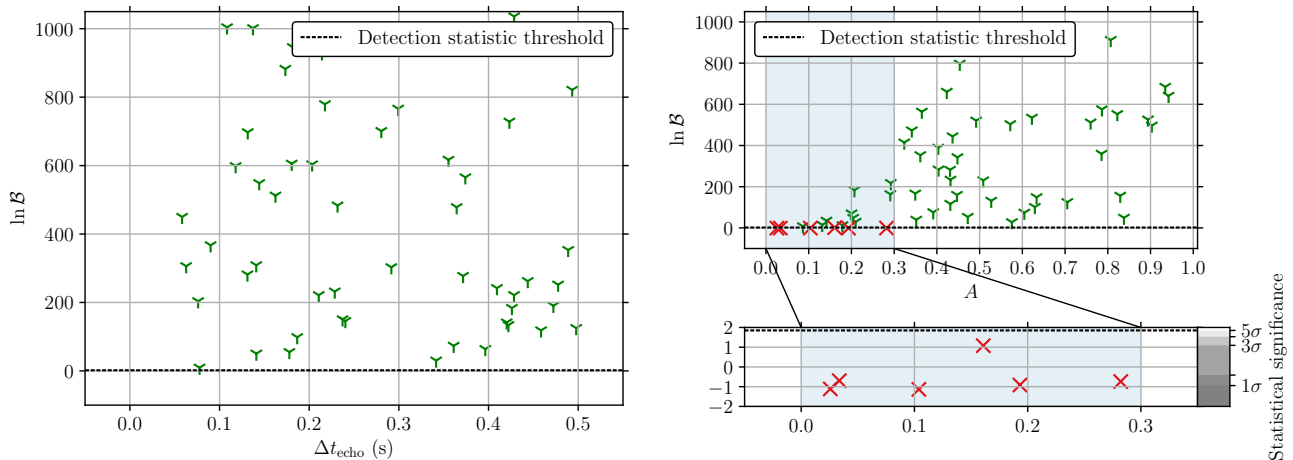 Detection statistic threshold
1000
800
600
400
200
0
ln ℬ
0.0 0.1 0.2 0.3 0.4 0.5
Δt_echo (s)
Detection statistic threshold
1000
800
600
400
200
0
ln ℬ
0.0 0.1 0.2 0.3 0.4 0.5 0.6 0.7 0.8 0.9 1.0
A
2
1
0
−1
−2
0.0 0.1 0.2 0.3
5σ
3σ
1σ
Statistical significance